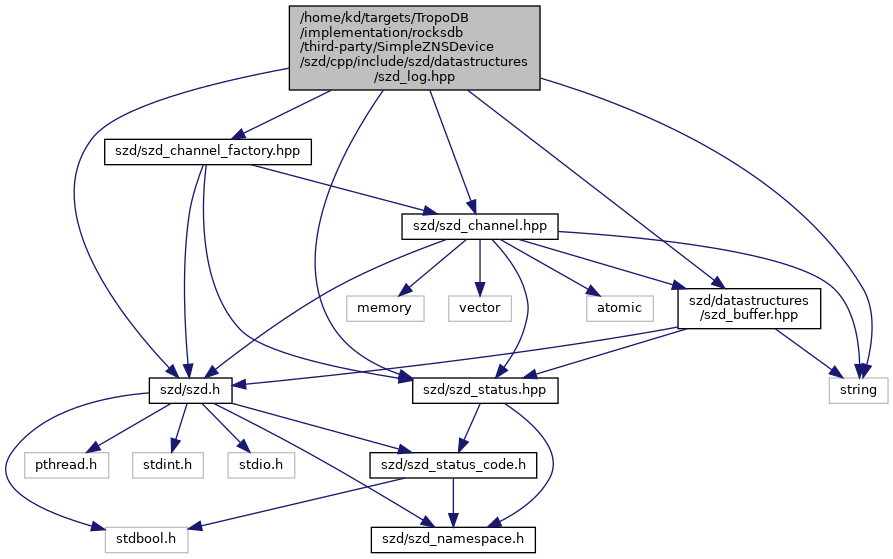 /home/kd/targets/TropoDB
/implementation/rocksdb
/third-party/SimpleZNSDevice
/szd/cpp/include/szd/datastructures
/szd_log.hpp
szd/szd_channel_factory.hpp
szd/szd_channel.hpp
memory
vector
atomic
szd/datastructures
/szd_buffer.hpp
szd/szd.h
szd/szd_status.hpp
string
pthread.h
stdint.h
stdio.h
szd/szd_status_code.h
stdbool.h
szd/szd_namespace.h